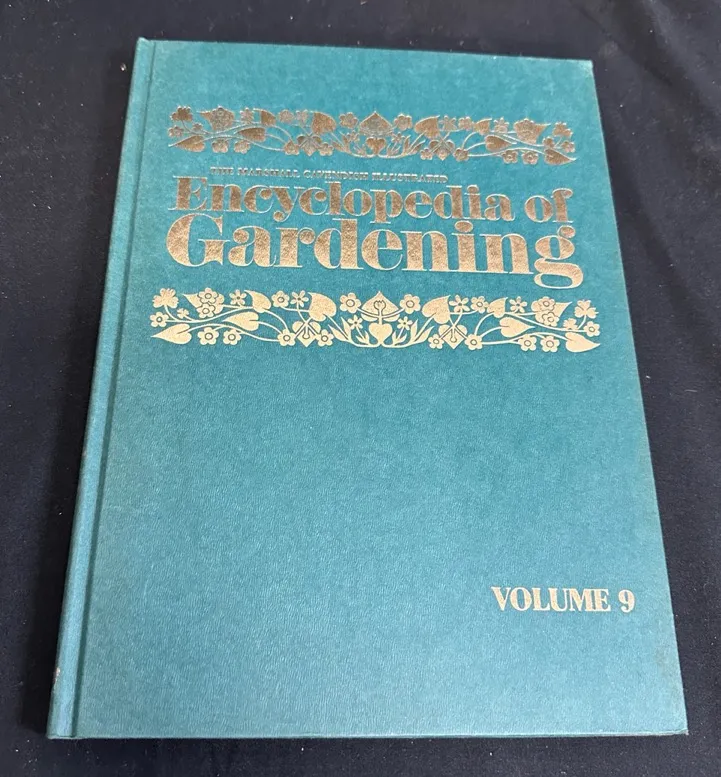 THE MARSHALL CAVENDISH ILLUSTRATED
Encyclopedia of
Gardening
VOLUME 9